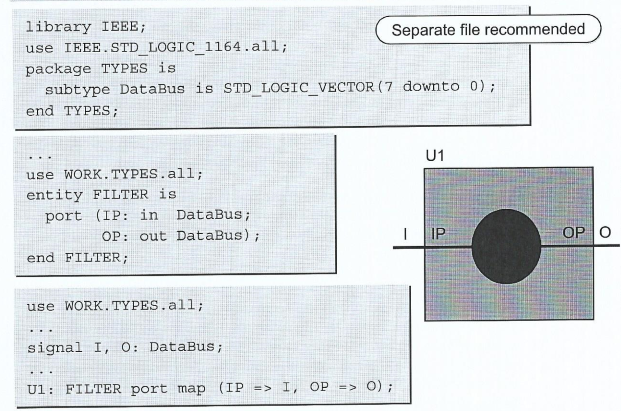 library IEEE;
use IEEE.STD_LOGIC_1164.all;
package TYPES is
subtype DataBus is STD_LOGIC_VECTOR(7 downto 0);
end TYPES;
Separate file recommended
...
use WORK.TYPES.all;
entity FILTER is
port (IP: in DataBus;
OP: out DataBus);
end FILTER;
U1
I IP OP O
use WORK.TYPES.all;
...
signal I, O: DataBus;
...
U1: FILTER port map (IP => I, OP => O);